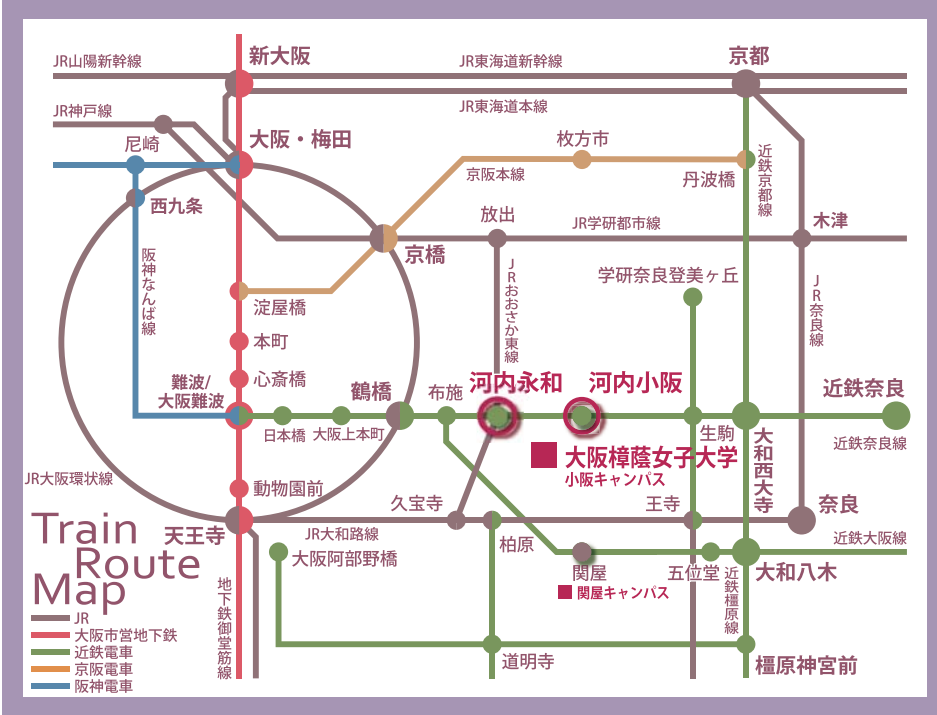 JR山陽新幹線
新大阪
JR東海道新幹線
京都
JR東海道本線
JR神戸線
大阪・梅田
尼崎
枚方市
京阪本線
丹波橋
近鉄京都線
西九条
放出
JR学研都市線
木津
京橋
阪神なんば線
JRおおさか東線
学研奈良登美ヶ丘
JR奈良線
淀屋橋
本町
心斎橋
難波/
大阪難波
鶴橋
布施
河内永和
河内小阪
近鉄奈良
日本橋
大阪上本町
生駒
近鉄奈良線
大和西大寺
大阪樟蔭女子大学
小阪キャンパス
JR大阪環状線
動物園前
久宝寺
王寺
奈良
天王寺
JR大和路線
柏原
近鉄大阪線
大阪阿部野橋
関屋
五位堂
大和八木
関屋キャンパス
近鉄橿原線
地下鉄御堂筋線
道明寺
橿原神宮前
Train
Route
Map
JR
大阪市営地下鉄
近鉄電車
京阪電車
阪神電車